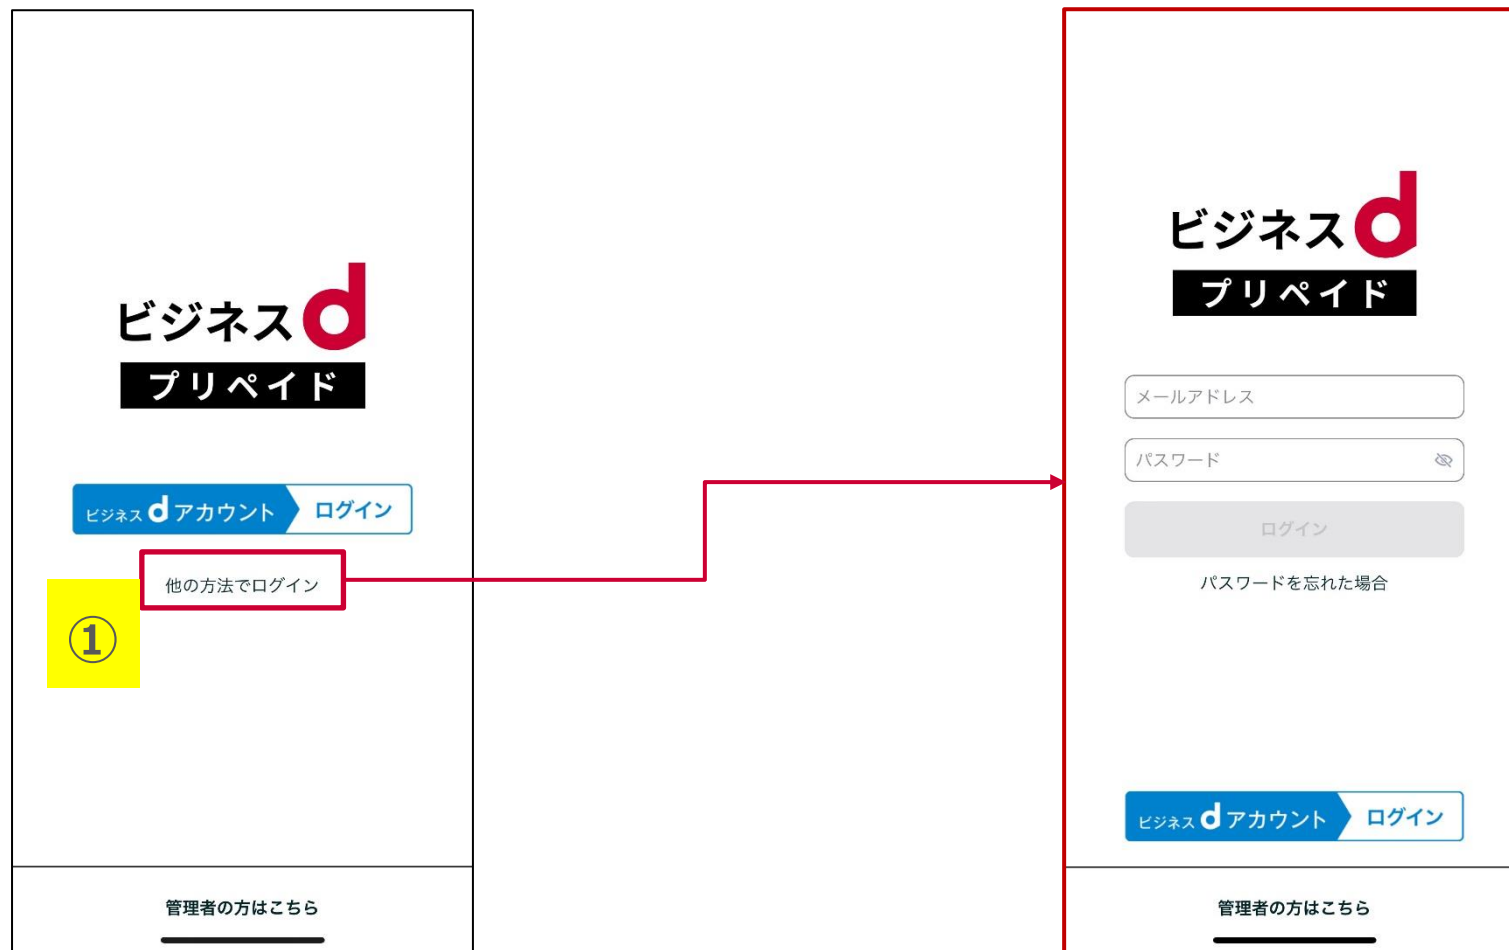 ビジネスd
プリペイド
ビジネス dアカウント ログイン
他の方法でログイン
①
管理者の方はこちら
ビジネスd
プリペイド
メールアドレス
パスワード
ログイン
パスワードを忘れた場合
ビジネス dアカウント ログイン
管理者の方はこちら